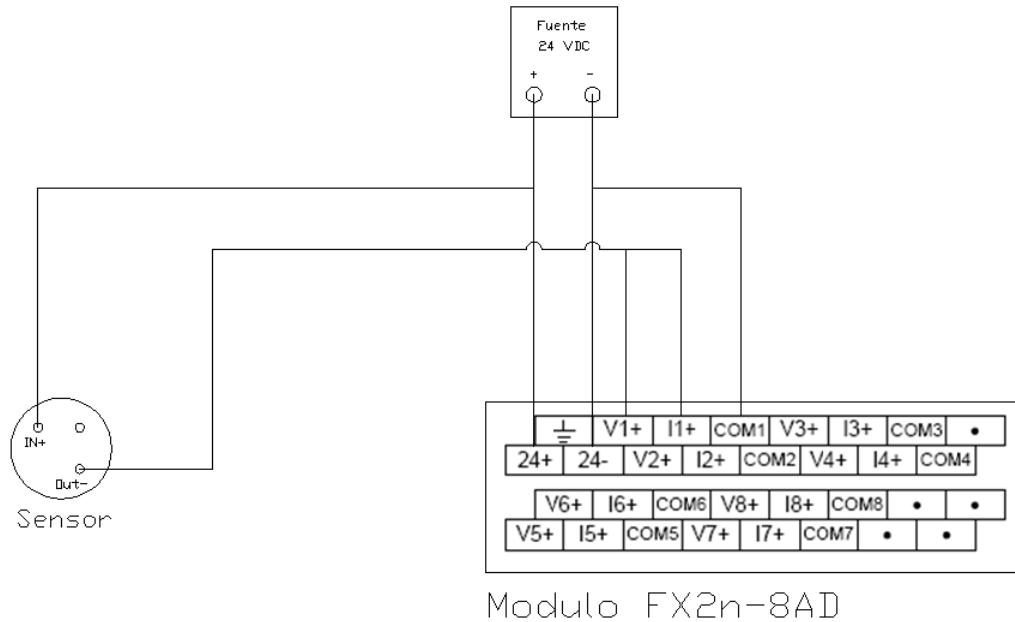 Fuente
24 VDC
+ -
IN+
Out-
Sensor
V1+ I1+ COM1 V3+ I3+ COM3 •
24+ 24- V2+ I2+ COM2 V4+ I4+ COM4
V6+ I6+ COM6 V8+ I8+ COM8 • •
V5+ I5+ COM5 V7+ I7+ COM7 • •
Modulo FX2n-8AD